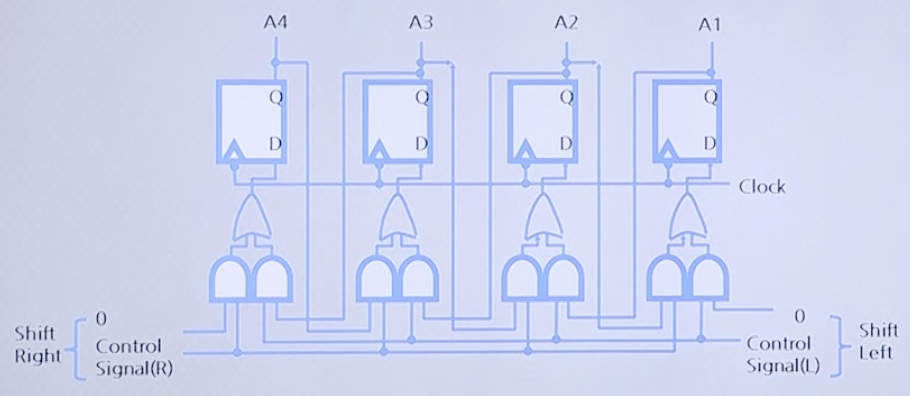 A4 A3 A2 A1
Q Q Q Q
D D D D
Clock
0
Shift Right
Control Signal(R)
0
Control Signal(L)
Shift Left